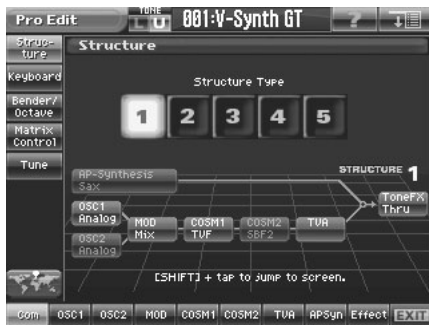 Pro Edit
TONE
L U
001:V-Synth GT
?
Struc-
ture
Structure
Keyboard
Bender/
Octave
Matrix
Control
Tune
Structure Type
1 2 3 4 5
STRUCTURE 1
AP-Synthesis
Sax
OSC1
Analog
OSC2
Analog
MOD
Mix
COSM1
TVF
COSM2
SBF2
TVA
ToneFX
Thru
[SHIFT] + tap to jump to screen.
Com OSC1 OSC2 MOD COSM1 COSM2 TVA APSyn Effect EXIT